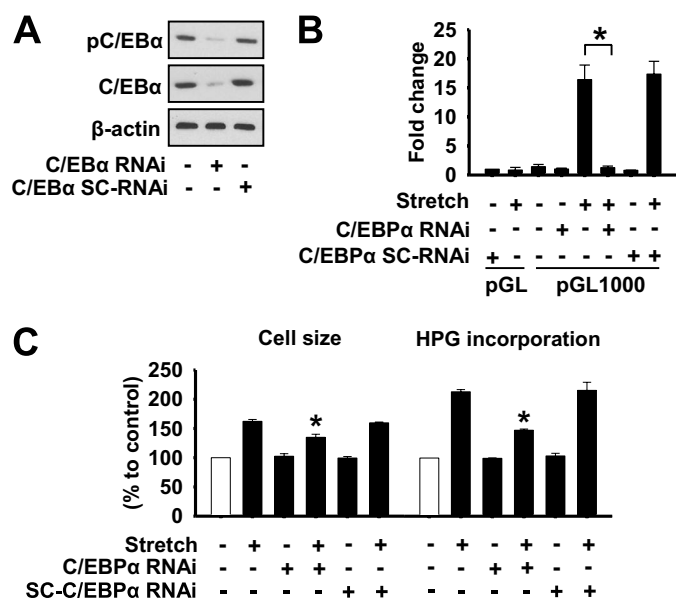 A
pC/EBα
C/EBα
β-actin
C/EBα RNAi - + -
C/EBα SC-RNAi - - +
B
Fold change
25
20
15
10
5
0
*
Stretch - + - - + + - +
C/EBPα RNAi - - - + - + - -
C/EBPα SC-RNAi + - - - - - + +
pGL pGL1000
C
Cell size HPG incorporation
(% to control)
250
200
150
100
50
0
* *
Stretch - + - + - + - + - + - +
C/EBPα RNAi - - + + - - - - + + - -
SC-C/EBPα RNAi - - - - + + - - - - + +